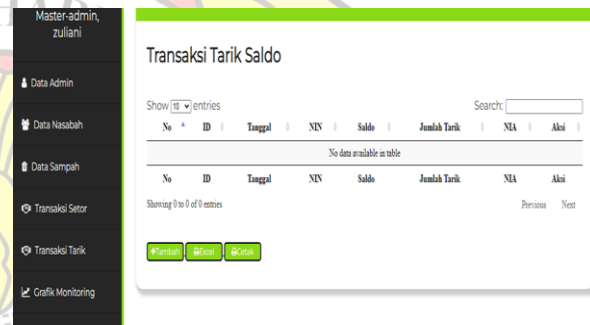 Master-admin,
zuliani
Data Admin
Data Nasabah
Data Sampah
Transaksi Setor
Transaksi Tarik
Grafik Monitoring
Transaksi Tarik Saldo
Show 10 entries Search:
No ID Tanggal NIN Saldo Jumlah Tarik NIA Aksi
No data available in table
No ID Tanggal NIN Saldo Jumlah Tarik NIA Aksi
Showing 0 to 0 of 0 entries Previous Next
+Tambah Excel Cetak